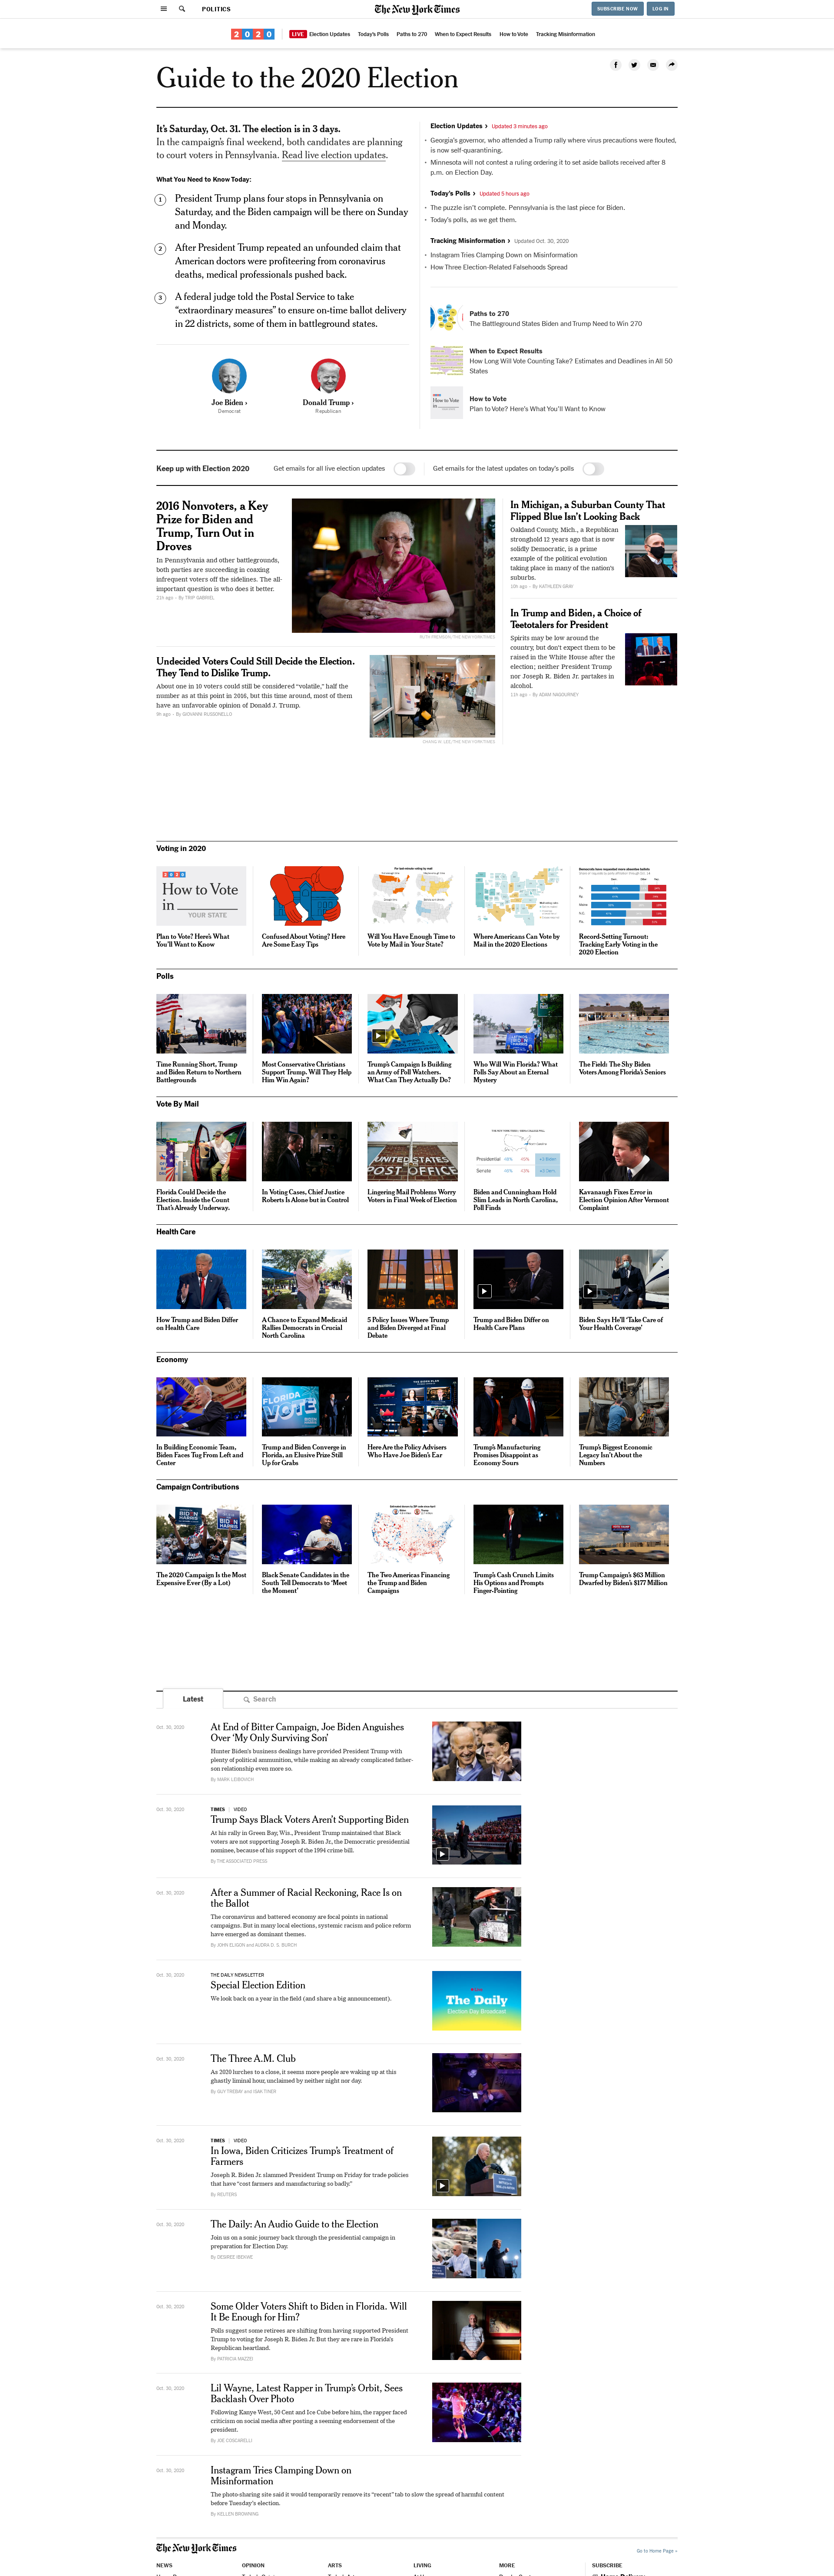 POLITICS
The New York Times
SUBSCRIBE NOW
LOG IN
2020
LIVE Election Updates
Today's Polls
Paths to 270
When to Expect Results
How to Vote
Tracking Misinformation
Guide to the 2020 Election
It's Saturday, Oct. 31. The election is in 3 days.
In the campaign's final weekend, both candidates are planning
to court voters in Pennsylvania. Read live election updates.
What You Need to Know Today:
1
President Trump plans four stops in Pennsylvania on
Saturday, and the Biden campaign will be there on Sunday
and Monday.
2
After President Trump repeated an unfounded claim that
American doctors were profiteering from coronavirus
deaths, medical professionals pushed back.
3
A federal judge told the Postal Service to take
“extraordinary measures” to ensure on-time ballot delivery
in 22 districts, some of them in battleground states.
Joe Biden ›
Democrat
Donald Trump ›
Republican
Election Updates › Updated 3 minutes ago
• Georgia's governor, who attended a Trump rally where virus precautions were flouted,
is now self-quarantining.
• Minnesota will not contest a ruling ordering it to set aside ballots received after 8
p.m. on Election Day.
Today's Polls › Updated 5 hours ago
• The puzzle isn't complete. Pennsylvania is the last piece for Biden.
• Today's polls, as we get them.
Tracking Misinformation › Updated Oct. 30, 2020
• Instagram Tries Clamping Down on Misinformation
• How Three Election-Related Falsehoods Spread
Paths to 270
The Battleground States Biden and Trump Need to Win 270
When to Expect Results
How Long Will Vote Counting Take? Estimates and Deadlines in All 50
States
How to Vote
Plan to Vote? Here's What You'll Want to Know
Keep up with Election 2020
Get emails for all live election updates
Get emails for the latest updates on today's polls
2016 Nonvoters, a Key
Prize for Biden and
Trump, Turn Out in
Droves
In Pennsylvania and other battlegrounds,
both parties are succeeding in coaxing
infrequent voters off the sidelines. The all-
important question is who does it better.
21h ago - By TRIP GABRIEL
RUTH FREMSON/THE NEW YORK TIMES
Undecided Voters Could Still Decide the Election.
They Tend to Dislike Trump.
About one in 10 voters could still be considered “volatile,” half the
number as at this point in 2016, but this time around, most of them
have an unfavorable opinion of Donald J. Trump.
9h ago - By GIOVANNI RUSSONELLO
CHANG W. LEE/THE NEW YORK TIMES
In Michigan, a Suburban County That
Flipped Blue Isn't Looking Back
Oakland County, Mich., a Republican
stronghold 12 years ago that is now
solidly Democratic, is a prime
example of the political evolution
taking place in many of the nation's
suburbs.
10h ago - By KATHLEEN GRAY
In Trump and Biden, a Choice of
Teetotalers for President
Spirits may be low around the
country, but don't expect them to be
raised in the White House after the
election; neither President Trump
nor Joseph R. Biden Jr. partakes in
alcohol.
11h ago - By ADAM NAGOURNEY
Voting in 2020
2020
How to Vote
in
YOUR STATE
Plan to Vote? Here's What
You'll Want to Know
Confused About Voting? Here
Are Some Easy Tips
Will You Have Enough Time to
Vote by Mail in Your State?
Where Americans Can Vote by
Mail in the 2020 Elections
Record-Setting Turnout:
Tracking Early Voting in the
2020 Election
Polls
Time Running Short, Trump
and Biden Return to Northern
Battlegrounds
Most Conservative Christians
Support Trump. Will They Help
Him Win Again?
Trump's Campaign Is Building
an Army of Poll Watchers.
What Can They Actually Do?
Who Will Win Florida? What
Polls Say About an Eternal
Mystery
The Field: The Shy Biden
Voters Among Florida's Seniors
Vote By Mail
UNITED STATES
POST OFFICE
Presidential
Senate
Florida Could Decide the
Election. Inside the Count
That's Already Underway.
In Voting Cases, Chief Justice
Roberts Is Alone but in Control
Lingering Mail Problems Worry
Voters in Final Week of Election
Biden and Cunningham Hold
Slim Leads in North Carolina,
Poll Finds
Kavanaugh Fixes Error in
Election Opinion After Vermont
Complaint
Health Care
How Trump and Biden Differ
on Health Care
A Chance to Expand Medicaid
Rallies Democrats in Crucial
North Carolina
5 Policy Issues Where Trump
and Biden Diverged at Final
Debate
Trump and Biden Differ on
Health Care Plans
Biden Says He'll ‘Take Care of
Your Health Coverage’
Economy
FLORIDA
VOTE
In Building Economic Team,
Biden Faces Tug From Left and
Center
Trump and Biden Converge in
Florida, an Elusive Prize Still
Up for Grabs
Here Are the Policy Advisers
Who Have Joe Biden's Ear
Trump's Manufacturing
Promises Disappoint as
Economy Sours
Trump's Biggest Economic
Legacy Isn't About the
Numbers
Campaign Contributions
BIDEN
HARRIS
The 2020 Campaign Is the Most
Expensive Ever (By a Lot)
Black Senate Candidates in the
South Tell Democrats to ‘Meet
the Moment’
The Two Americas Financing
the Trump and Biden
Campaigns
Trump's Cash Crunch Limits
His Options and Prompts
Finger-Pointing
Trump Campaign's $63 Million
Dwarfed by Biden's $177 Million
Latest
Search
Oct. 30, 2020
At End of Bitter Campaign, Joe Biden Anguishes
Over ‘My Only Surviving Son’
Hunter Biden's business dealings have provided President Trump with
plenty of political ammunition, while making an already complicated father-
son relationship even more so.
By MARK LEIBOVICH
Oct. 30, 2020
TIMES | VIDEO
Trump Says Black Voters Aren't Supporting Biden
At his rally in Green Bay, Wis., President Trump maintained that Black
voters are not supporting Joseph R. Biden Jr., the Democratic presidential
nominee, because of his support of the 1994 crime bill.
By THE ASSOCIATED PRESS
Oct. 30, 2020
After a Summer of Racial Reckoning, Race Is on
the Ballot
The coronavirus and battered economy are focal points in national
campaigns. But in many local elections, systemic racism and police reform
have emerged as dominant themes.
By JOHN ELIGON and AUDRA D. S. BURCH
Oct. 30, 2020
THE DAILY NEWSLETTER
Special Election Edition
We look back on a year in the field (and share a big announcement).
The Daily
Election Day Broadcast
Oct. 30, 2020
The Three A.M. Club
As 2020 lurches to a close, it seems more people are waking up at this
ghastly liminal hour, unclaimed by neither night nor day.
By GUY TREBAY and ISAK TINER
Oct. 30, 2020
TIMES | VIDEO
In Iowa, Biden Criticizes Trump's Treatment of
Farmers
Joseph R. Biden Jr. slammed President Trump on Friday for trade policies
that have “cost farmers and manufacturing so badly.”
By REUTERS
Oct. 30, 2020
The Daily: An Audio Guide to the Election
Join us on a sonic journey back through the presidential campaign in
preparation for Election Day.
By DESIREE IBEKWE
Oct. 30, 2020
Some Older Voters Shift to Biden in Florida. Will
It Be Enough for Him?
Polls suggest some retirees are shifting from having supported President
Trump to voting for Joseph R. Biden Jr. But they are rare in Florida's
Republican heartland.
By PATRICIA MAZZEI
Oct. 30, 2020
Lil Wayne, Latest Rapper in Trump's Orbit, Sees
Backlash Over Photo
Following Kanye West, 50 Cent and Ice Cube before him, the rapper faced
criticism on social media after posting a seeming endorsement of the
president.
By JOE COSCARELLI
Oct. 30, 2020
Instagram Tries Clamping Down on
Misinformation
The photo-sharing site said it would temporarily remove its “recent” tab to slow the spread of harmful content
before Tuesday's election.
By KELLEN BROWNING
The New York Times
Go to Home Page »
NEWS
OPINION
ARTS
LIVING
MORE
SUBSCRIBE